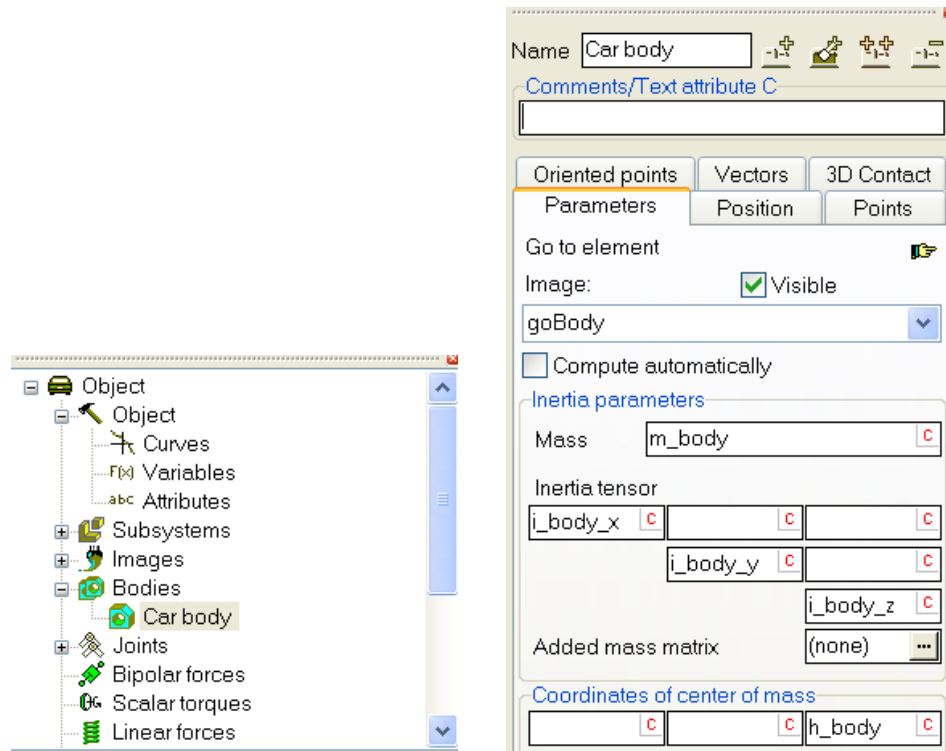 Object
Object
Curves
F(x) Variables
abc Attributes
Subsystems
Images
Bodies
Car body
Joints
Bipolar forces
Scalar torques
Linear forces
Name Car body
Comments/Text attribute C
Oriented points Vectors 3D Contact
Parameters Position Points
Go to element
Image: Visible
goBody
Compute automatically
Inertia parameters
Mass m_body C
Inertia tensor
i_body_x C C C
i_body_y C C
i_body_z C
Added mass matrix (none) ...
Coordinates of center of mass
C C h_body C